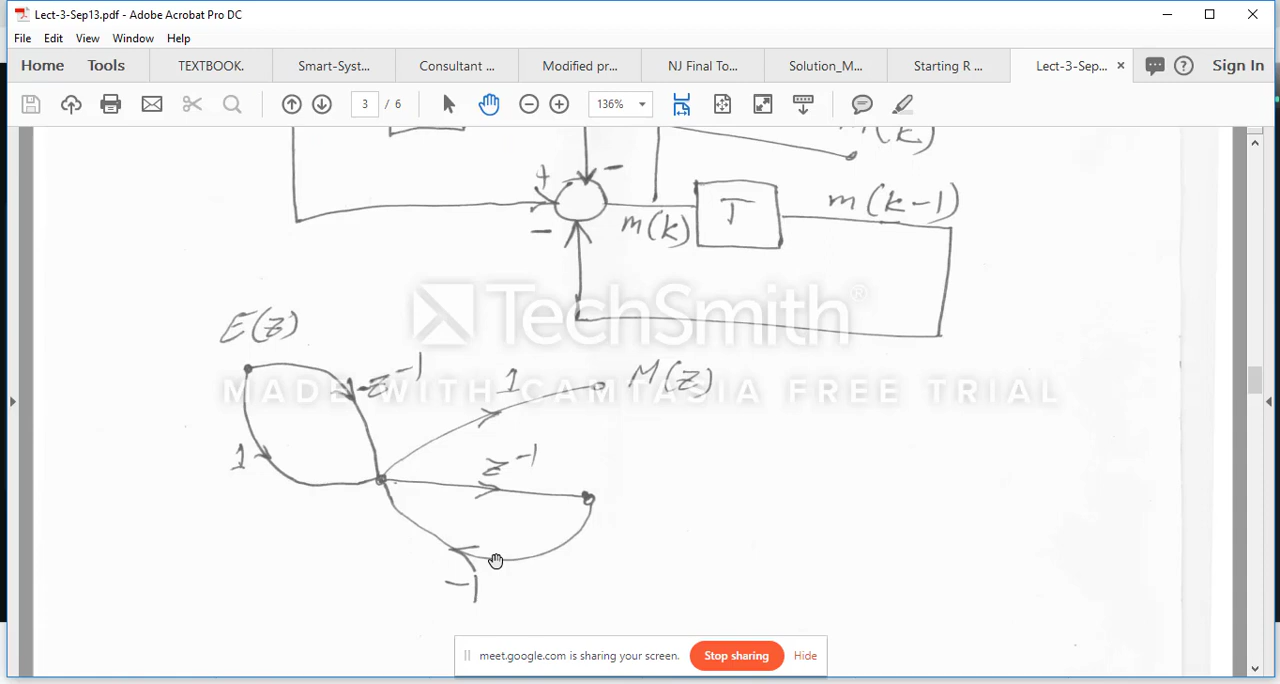 Lect-3-Sep13.pdf - Adobe Acrobat Pro DC
File Edit View Window Help
Home Tools TEXTBOOK. Smart-Syst... Consultant ... Modified pr... NJ Final To... Solution_M... Starting R ... Lect-3-Sep... × Sign In
3 / 6 136%
m(k)
+ −
− m(k) T m(k-1)
TechSmith®
E(z)
MADE WITH CAMTASIA FREE TRIAL
-z⁻¹ 1 M(z)
1 z⁻¹
-1
meet.google.com is sharing your screen. Stop sharing Hide